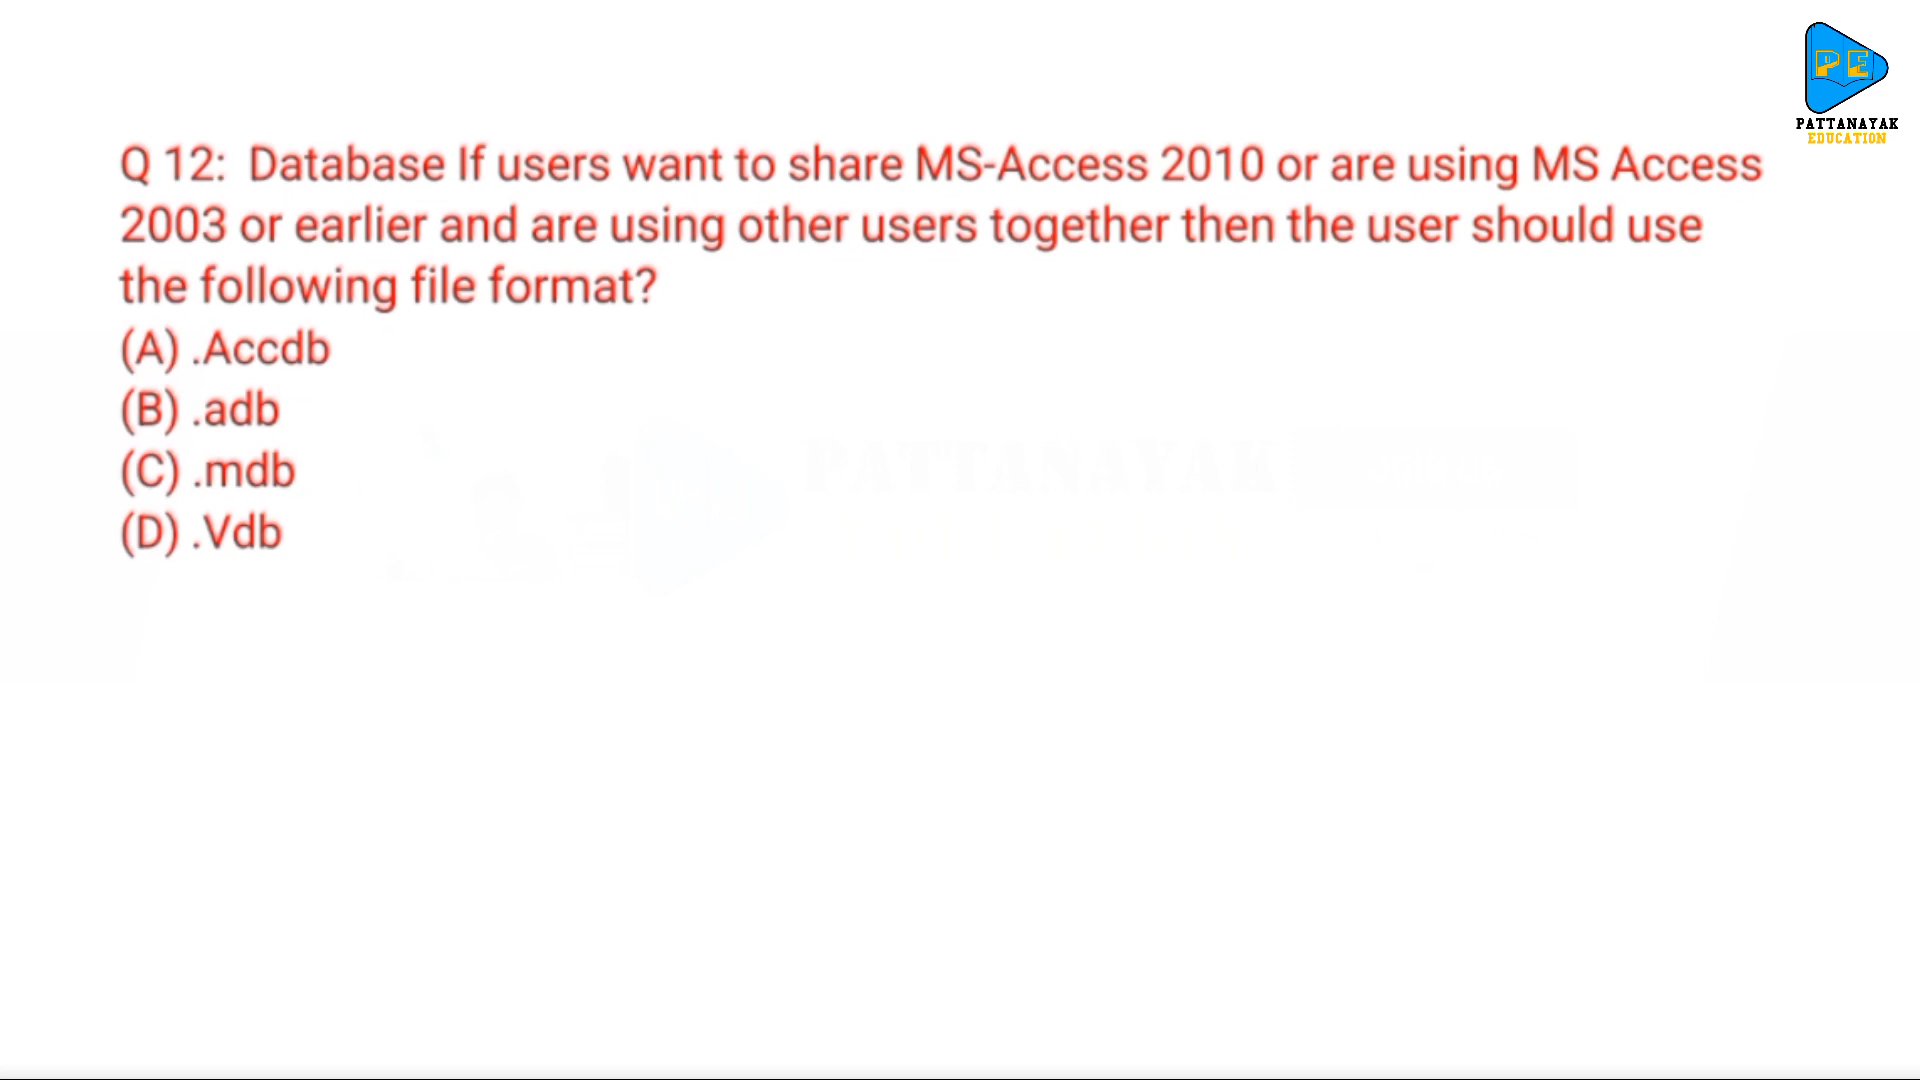 PE
PATTANAYAK
EDUCATION
Q 12: Database If users want to share MS-Access 2010 or are using MS Access
2003 or earlier and are using other users together then the user should use
the following file format?
(A) .Accdb
(B) .adb
(C) .mdb
(D) .Vdb
PATTANAYAK